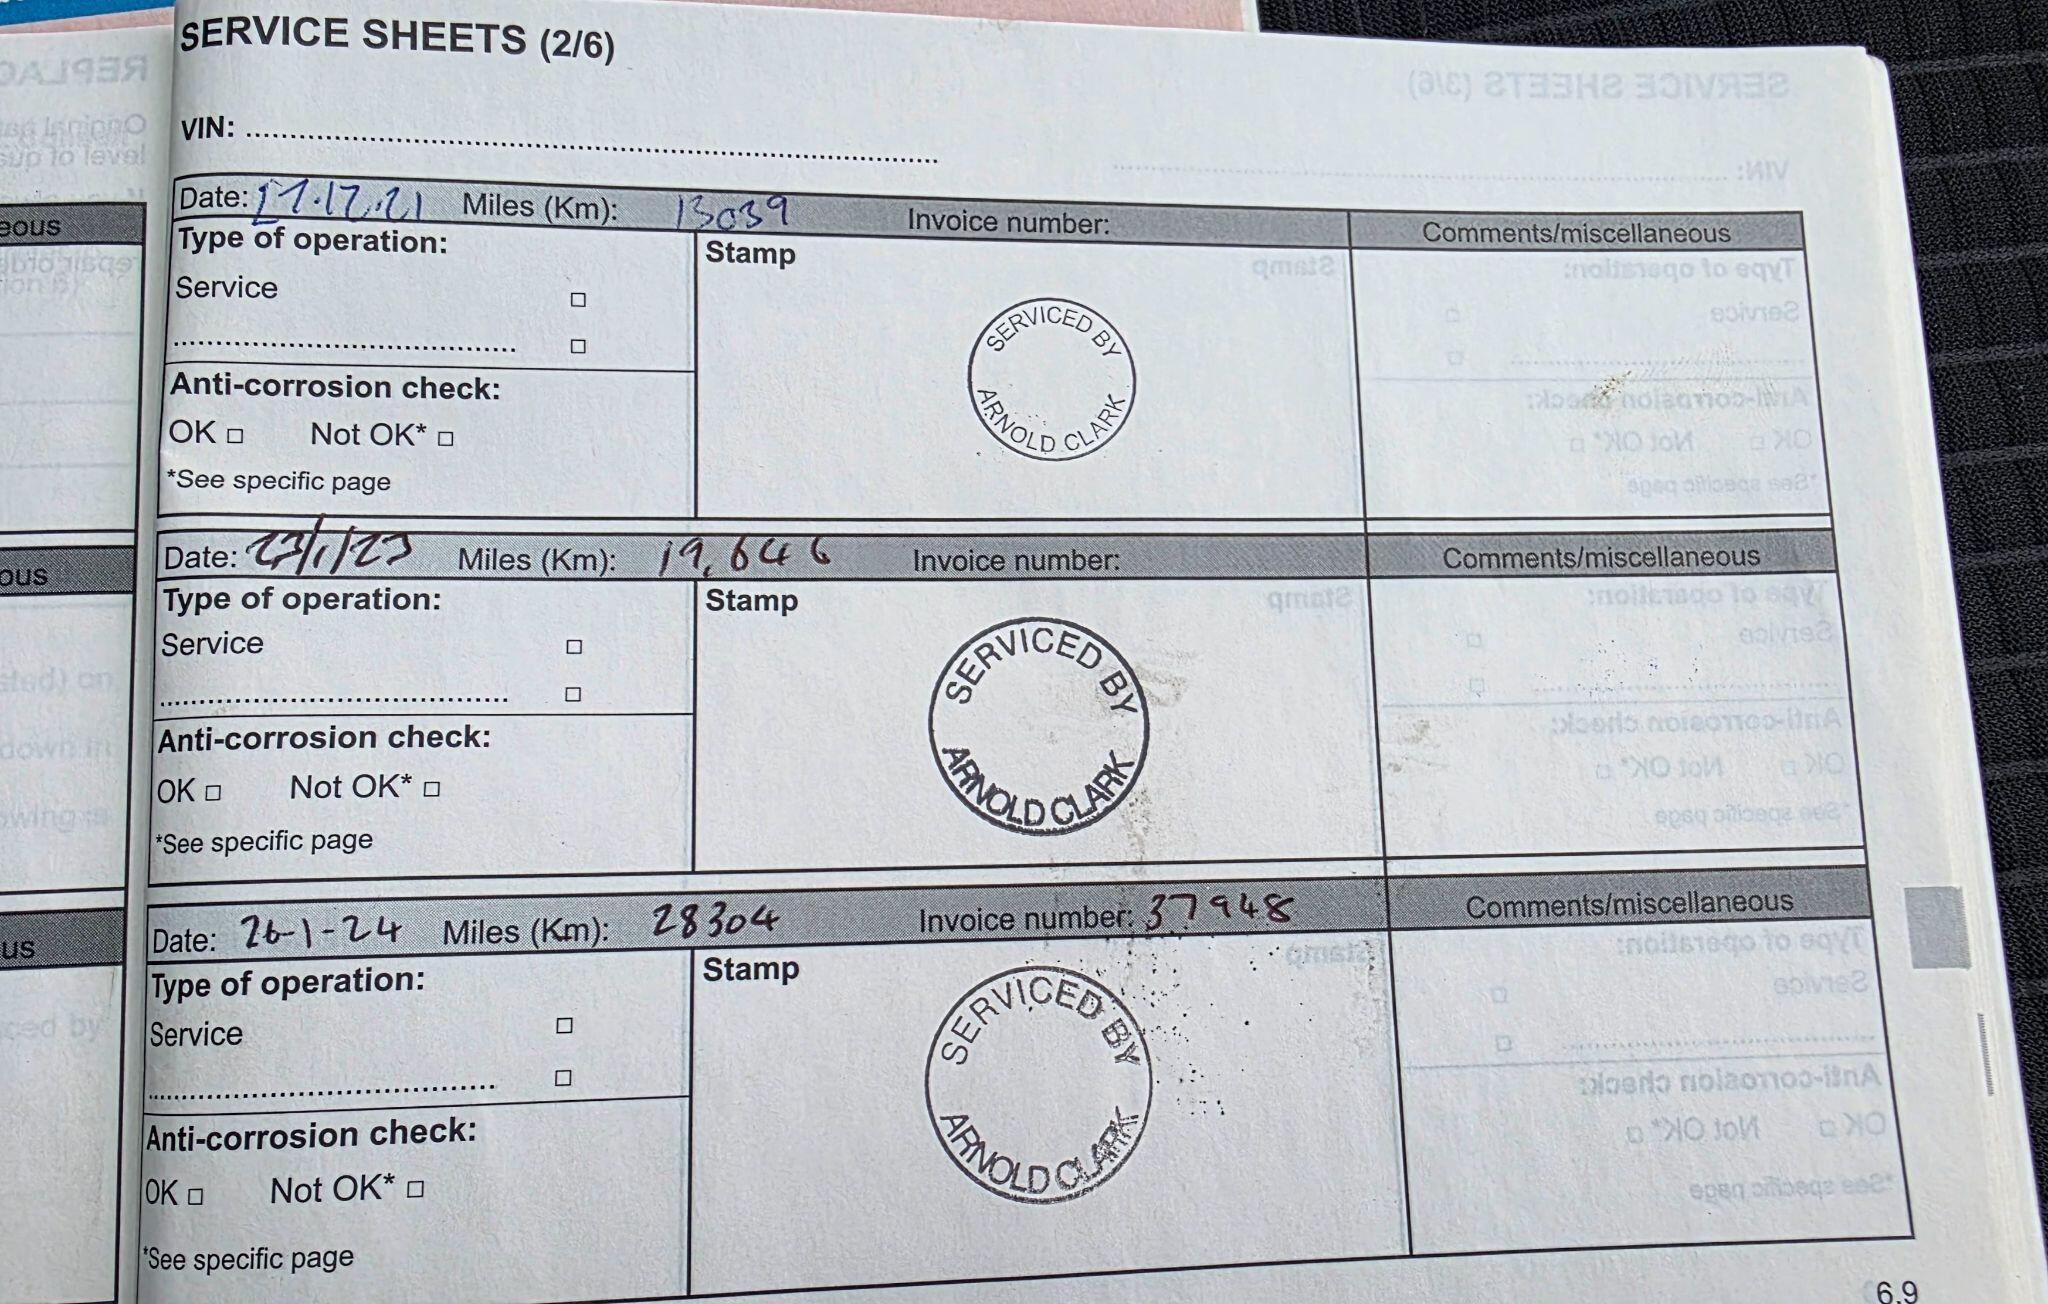 SERVICE SHEETS (2/6)
VIN:
Date: 17.12.21 Miles (Km): 13039 Invoice number: Comments/miscellaneous
Type of operation: Stamp
Service
SERVICED BY
ARNOLD CLARK
Anti-corrosion check:
OK Not OK*
*See specific page
Date: 23/1/23 Miles (Km): 19,646 Invoice number: Comments/miscellaneous
Type of operation: Stamp
Service
SERVICED BY
ARNOLD CLARK
Anti-corrosion check:
OK Not OK*
*See specific page
Date: 26-1-24 Miles (Km): 28304 Invoice number: 37948 Comments/miscellaneous
Type of operation: Stamp
Service
SERVICED BY
ARNOLD CLARK
Anti-corrosion check:
OK Not OK*
*See specific page
6.9